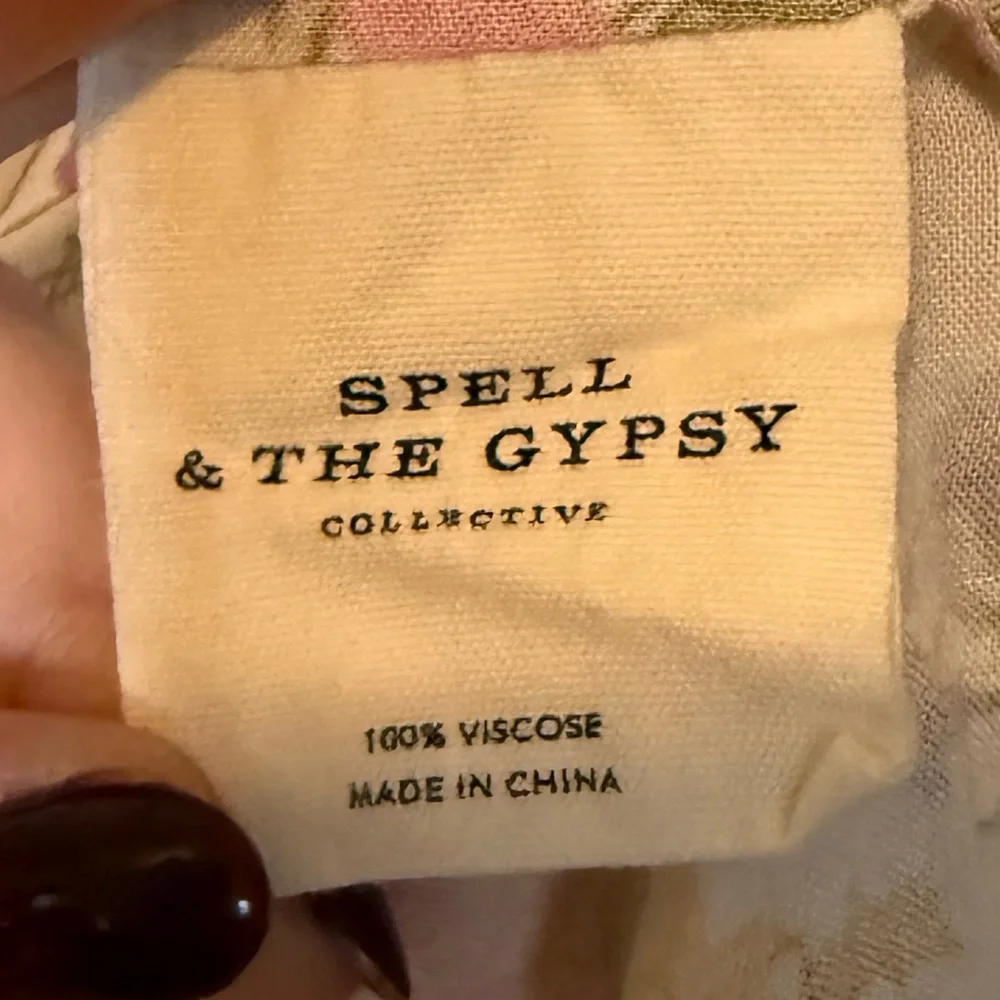 SPELL
& THE GYPSY
COLLECTIVE
100% VISCOSE
MADE IN CHINA